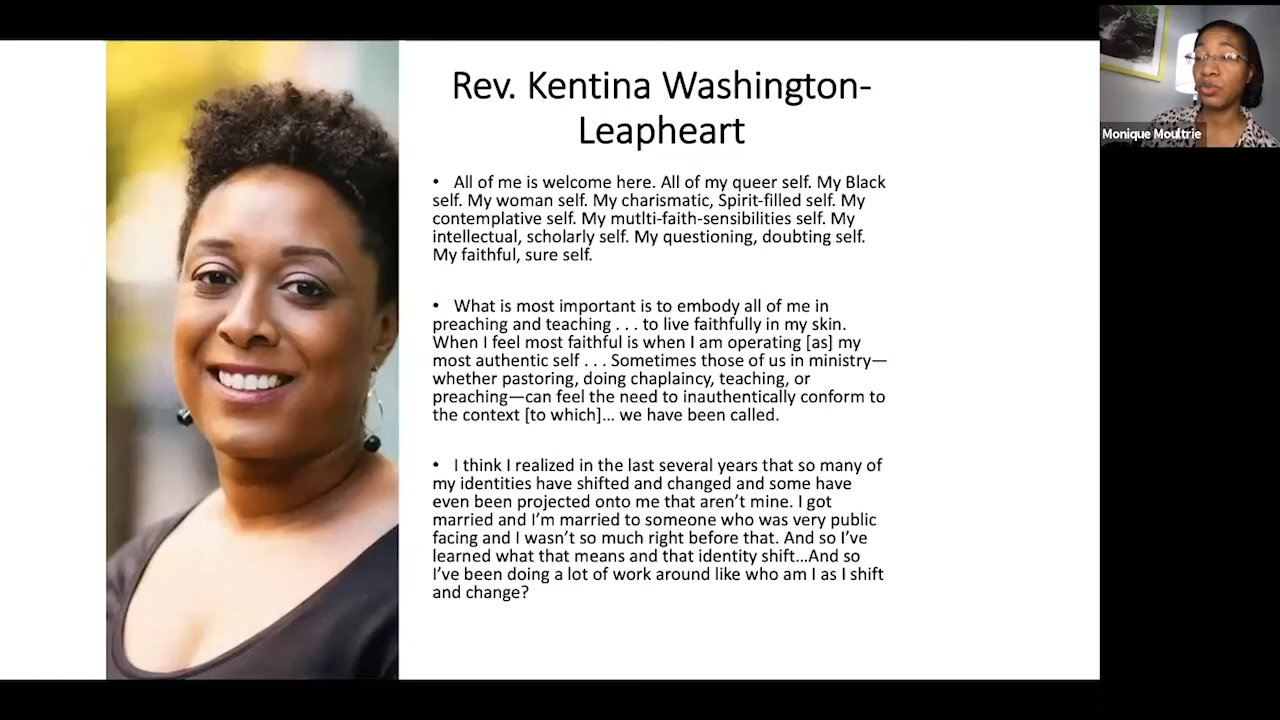 Rev. Kentina Washington-
Leapheart
• All of me is welcome here. All of my queer self. My Black
self. My woman self. My charismatic, Spirit-filled self. My
contemplative self. My mutlti-faith-sensibilities self. My
intellectual, scholarly self. My questioning, doubting self.
My faithful, sure self.
• What is most important is to embody all of me in
preaching and teaching . . . to live faithfully in my skin.
When I feel most faithful is when I am operating [as] my
most authentic self . . . Sometimes those of us in ministry—
whether pastoring, doing chaplaincy, teaching, or
preaching—can feel the need to inauthentically conform to
the context [to which]... we have been called.
• I think I realized in the last several years that so many of
my identities have shifted and changed and some have
even been projected onto me that aren’t mine. I got
married and I’m married to someone who was very public
facing and I wasn’t so much right before that. And so I’ve
learned what that means and that identity shift...And so
I’ve been doing a lot of work around like who am I as I shift
and change?
Monique Moultrie